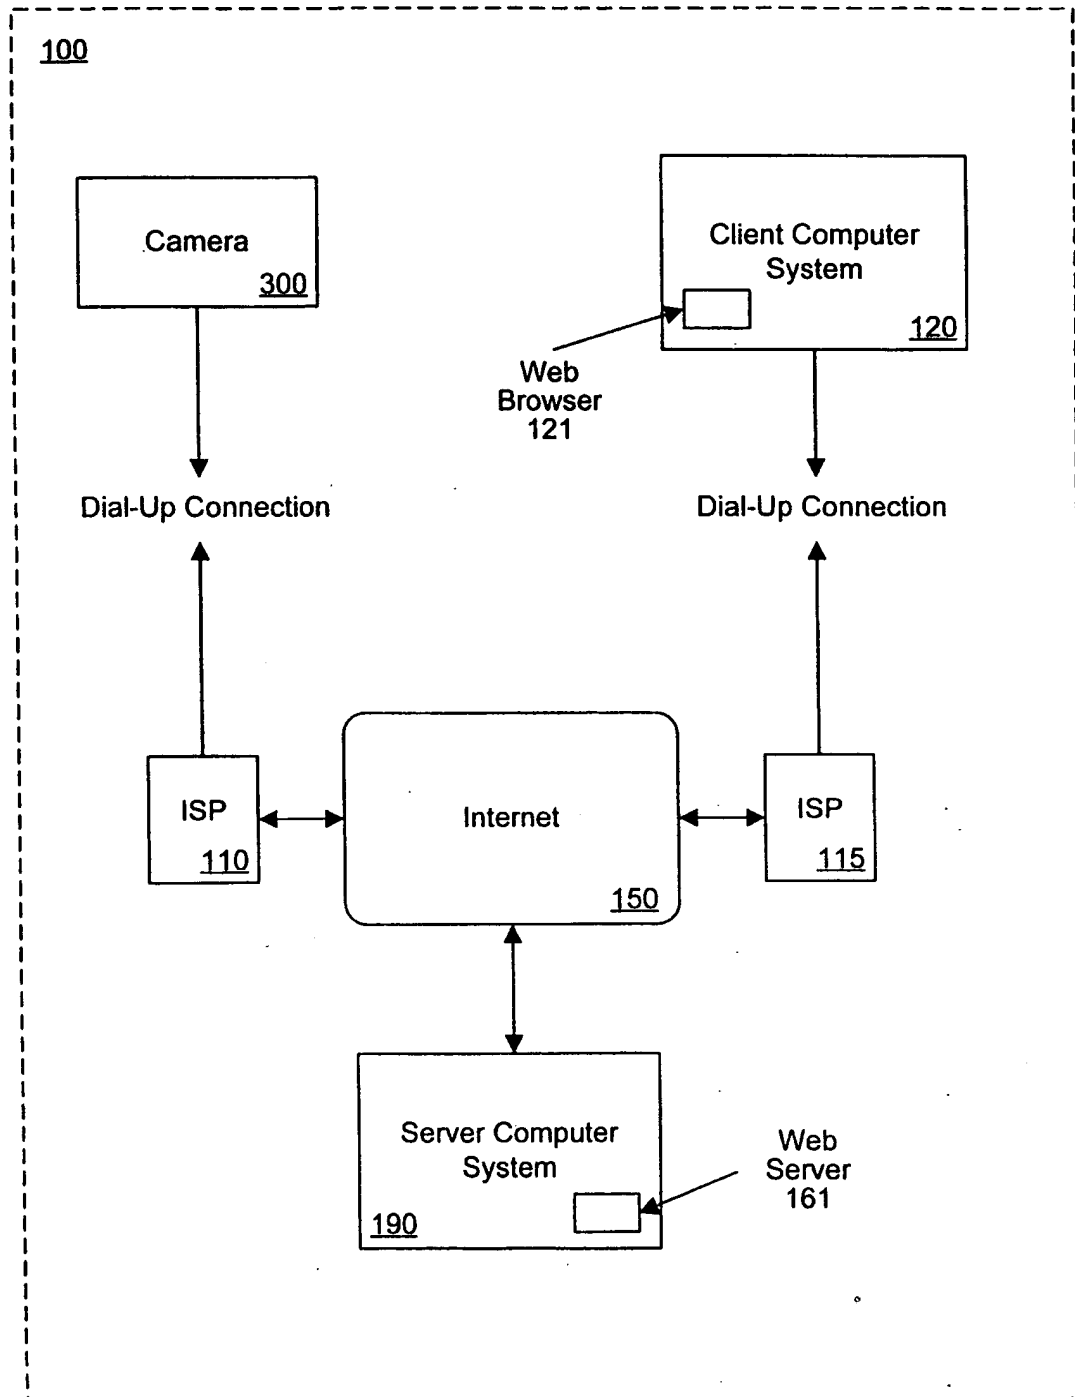 100
Camera
300
Client Computer
System
120
Web
Browser
121
Dial-Up Connection
Dial-Up Connection
ISP
110
Internet
150
ISP
115
Server Computer
System
190
Web
Server
161